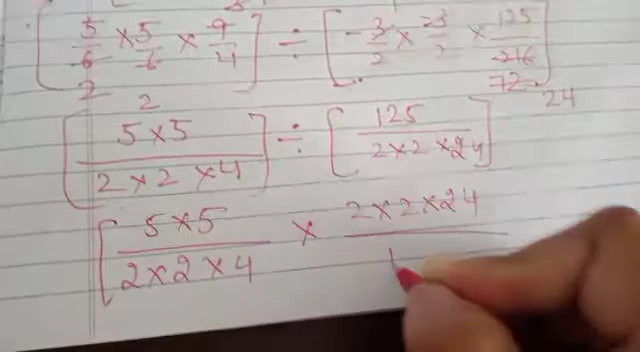 [5/6 × 5/6 × 9/4] ÷ [-3/2 × -3/2 × 125/216
2 2 72 24
[5×5 / 2×2×4] ÷ [125 / 2×2×24]
[5×5 / 2×2×4 × 2×2×24 / 1